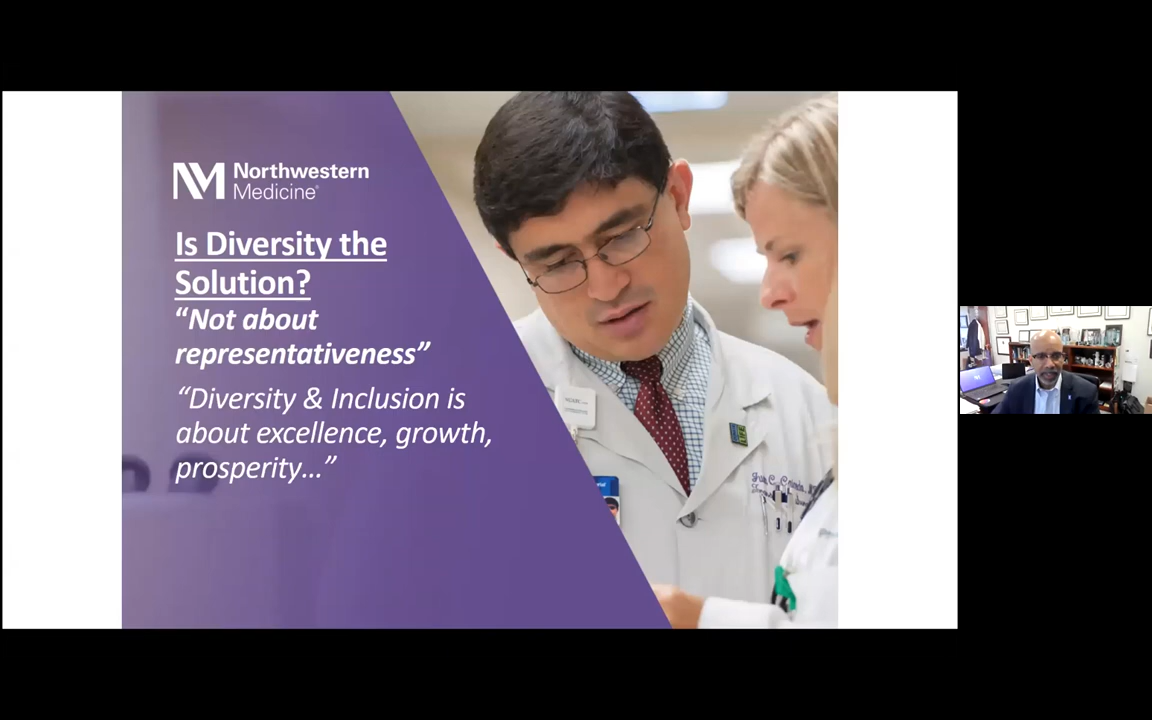 Northwestern
Medicine®
Is Diversity the
Solution?
“Not about
representativeness”
“Diversity & Inclusion is
about excellence, growth,
prosperity...”